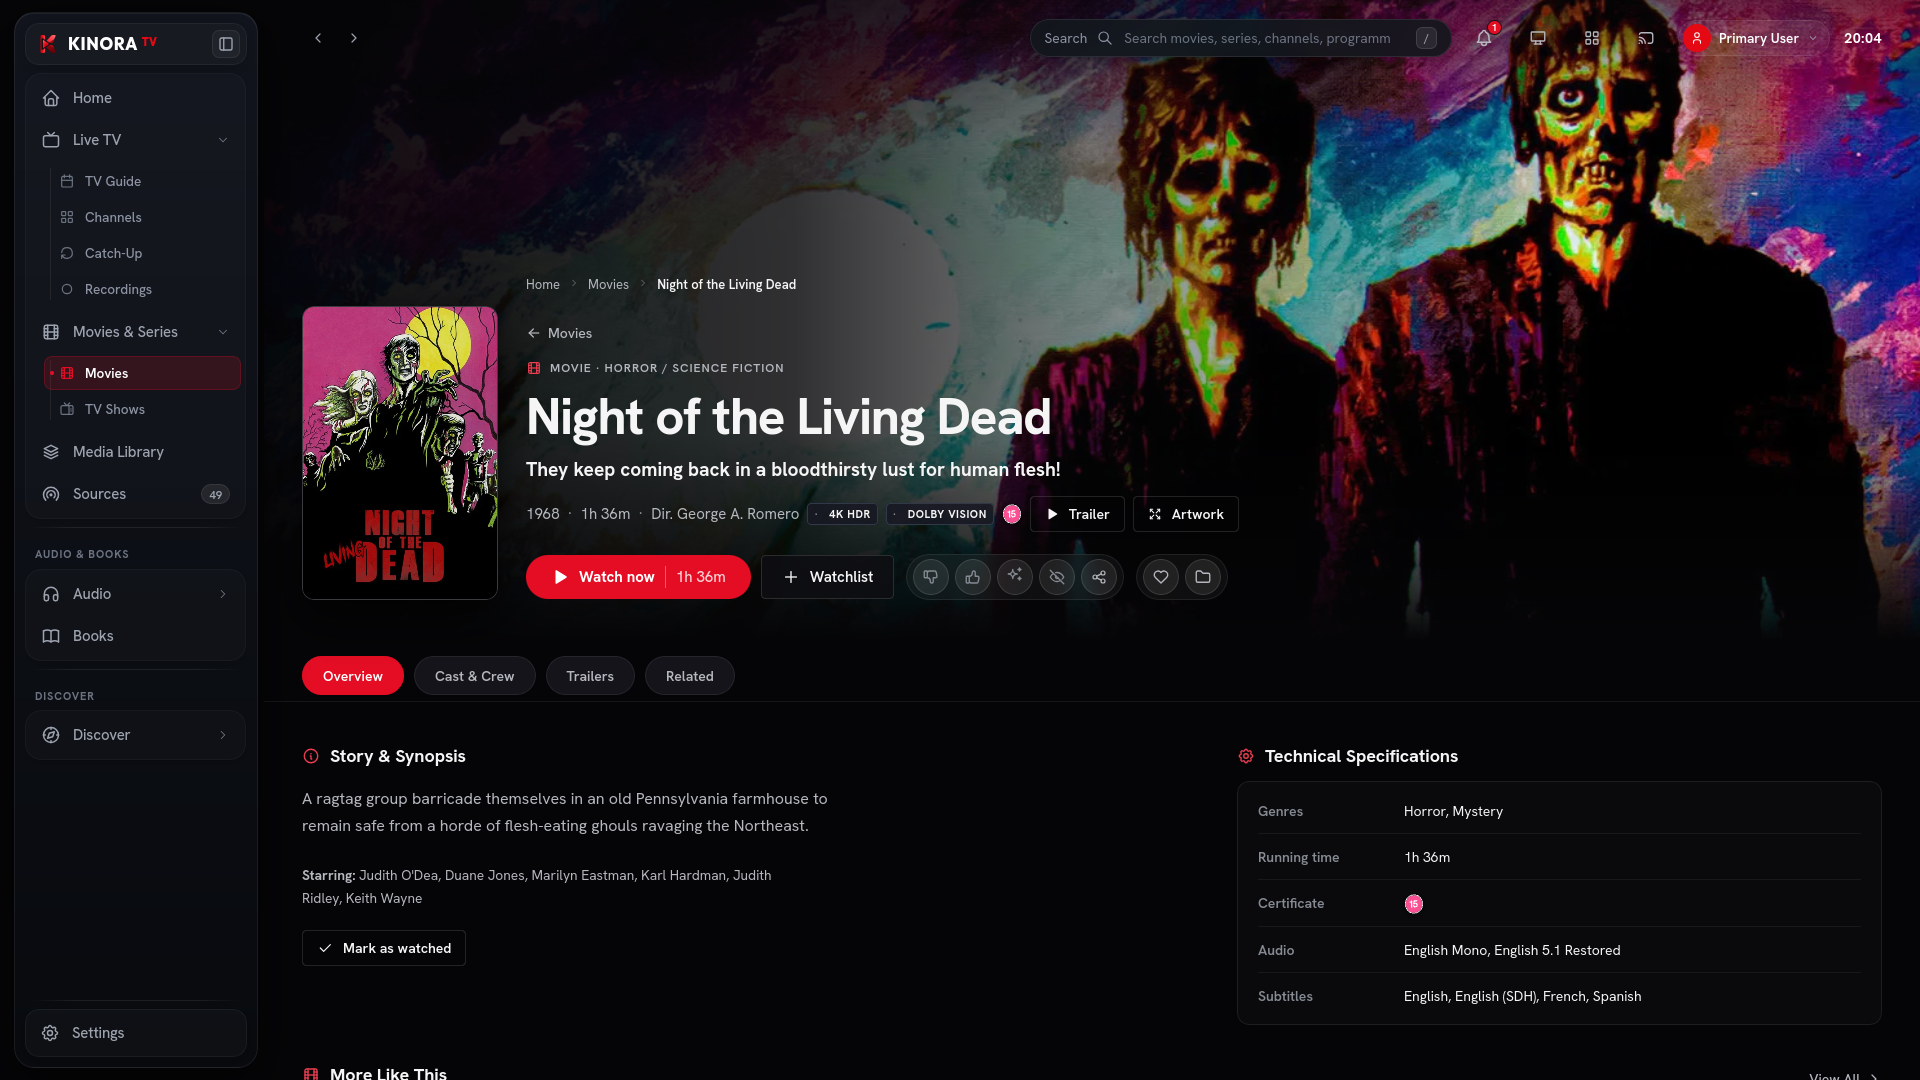 KINORA TV
Search
Search movies, series, channels, programm
/
1
Primary User
20:04
Home
Live TV
TV Guide
Channels
Catch-Up
Recordings
Movies & Series
Movies
TV Shows
Media Library
Sources
49
AUDIO & BOOKS
Audio
Books
DISCOVER
Discover
Settings
Home
Movies
Night of the Living Dead
Movies
MOVIE · HORROR / SCIENCE FICTION
Night of the Living Dead
They keep coming back in a bloodthirsty lust for human flesh!
1968 · 1h 36m · Dir. George A. Romero
· 4K HDR
· DOLBY VISION
15
Trailer
Artwork
Watch now
1h 36m
Watchlist
NIGHT
OF THE
LIVING DEAD
Overview
Cast & Crew
Trailers
Related
Story & Synopsis
A ragtag group barricade themselves in an old Pennsylvania farmhouse to
remain safe from a horde of flesh-eating ghouls ravaging the Northeast.
Starring: Judith O'Dea, Duane Jones, Marilyn Eastman, Karl Hardman, Judith
Ridley, Keith Wayne
Mark as watched
Technical Specifications
Genres Horror, Mystery
Running time 1h 36m
Certificate 15
Audio English Mono, English 5.1 Restored
Subtitles English, English (SDH), French, Spanish
More Like This
View All